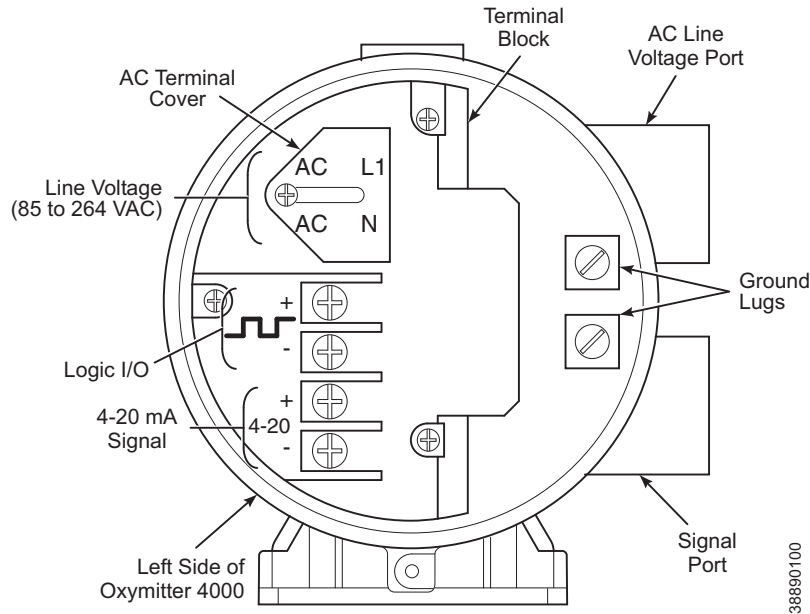 Terminal
Block
AC Line
Voltage Port
AC Terminal
Cover
AC L1
Line Voltage
(85 to 264 VAC)
AC N
Ground
Lugs
+
-
Logic I/O
+
4-20 mA
Signal
4-20
-
Left Side of
Oxymitter 4000
Signal
Port
38890100